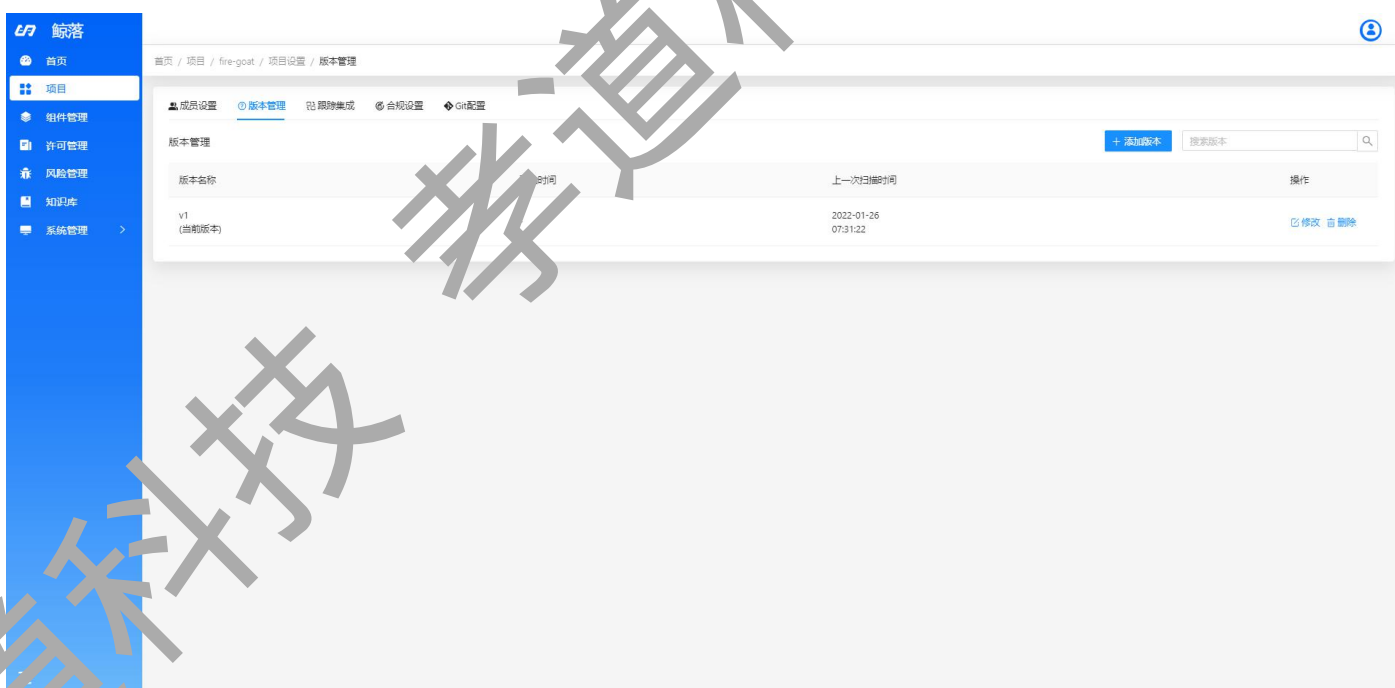 鲸落
首页
项目
组件管理
许可管理
风险管理
知识库
系统管理 >
首页 / 项目 / fire-goat / 项目设置 / 版本管理
成员设置 版本管理 跟踪集成 合规设置 Git配置
版本管理
+ 添加版本 搜索版本
版本名称 时间 上一次扫描时间 操作
v1
(当前版本)
2022-01-26
07:31:22
修改 删除
孝道科技
道科技